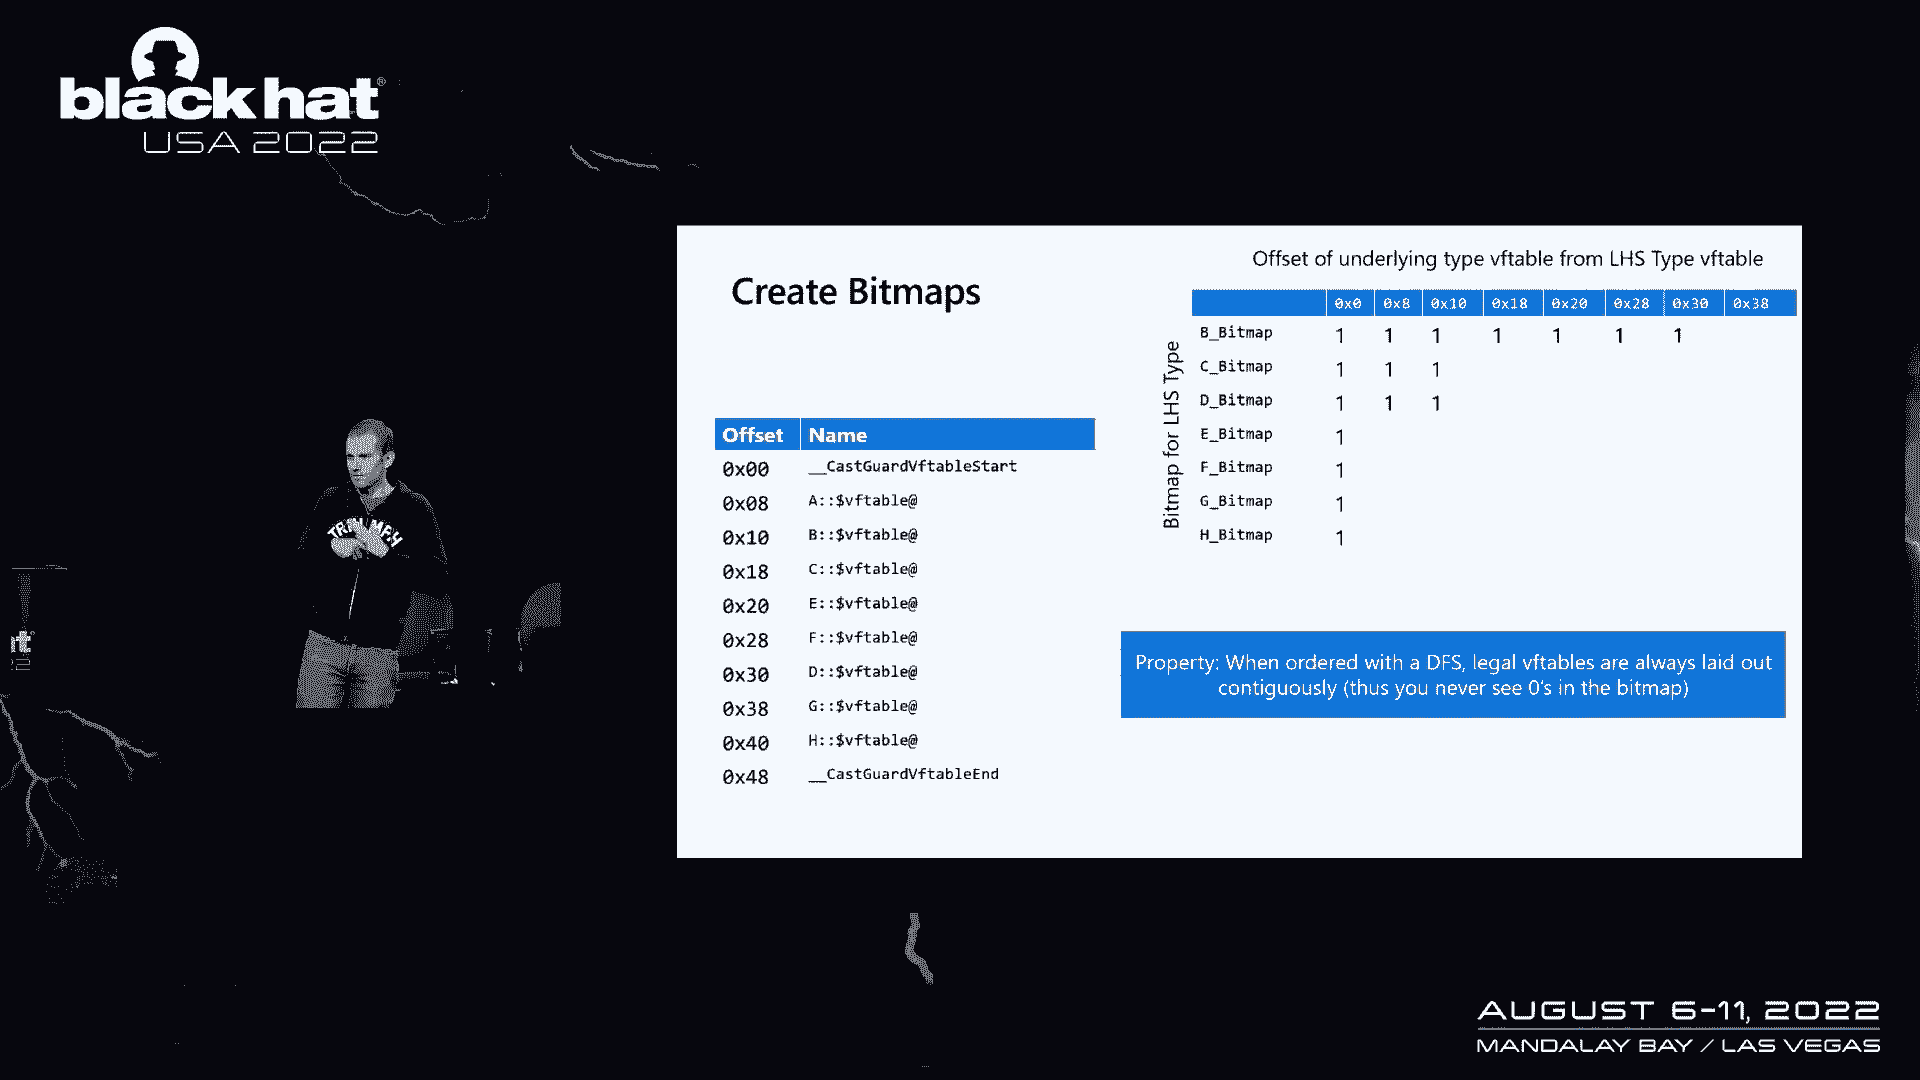 black hat®
USA 2022
Create Bitmaps
Offset Name
0x00 __CastGuardVftableStart
0x08 A::$vftable@
0x10 B::$vftable@
0x18 C::$vftable@
0x20 E::$vftable@
0x28 F::$vftable@
0x30 D::$vftable@
0x38 G::$vftable@
0x40 H::$vftable@
0x48 __CastGuardVftableEnd
Offset of underlying type vftable from LHS Type vftable
0x0 0x8 0x10 0x18 0x20 0x28 0x30 0x38
Bitmap for LHS Type
B_Bitmap 1 1 1 1 1 1 1
C_Bitmap 1 1 1
D_Bitmap 1 1 1
E_Bitmap 1
F_Bitmap 1
G_Bitmap 1
H_Bitmap 1
Property: When ordered with a DFS, legal vftables are always laid out
contiguously (thus you never see 0's in the bitmap)
AUGUST 6-11, 2022
MANDALAY BAY / LAS VEGAS